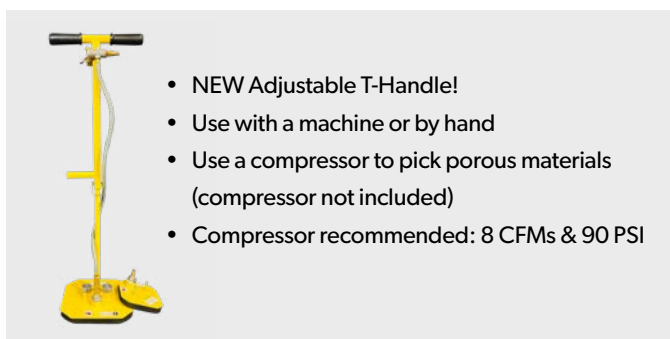 • NEW Adjustable T-Handle!
• Use with a machine or by hand
• Use a compressor to pick porous materials
(compressor not included)
• Compressor recommended: 8 CFMs & 90 PSI